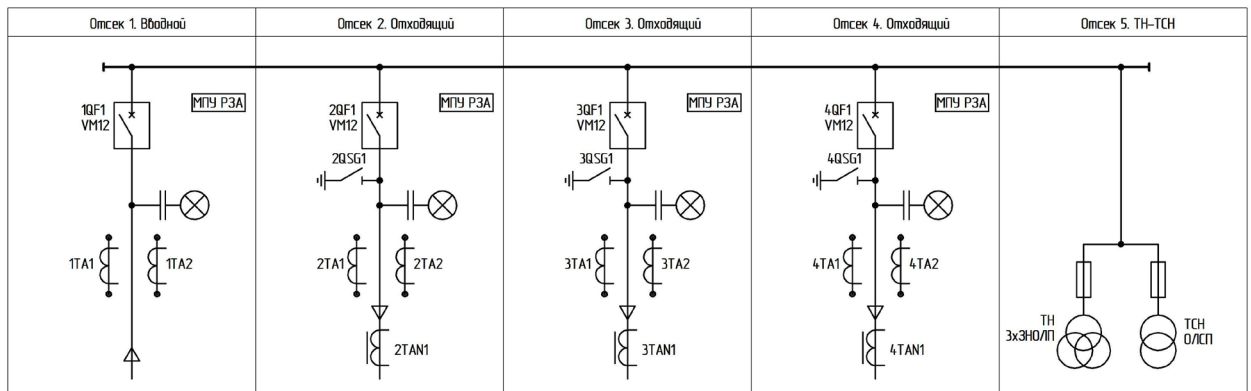 Отсек 1. Вводной
Отсек 2. Отходящий
Отсек 3. Отходящий
Отсек 4. Отходящий
Отсек 5. ТН-ТСН
1QF1
VM12
МПУ РЗА
2QF1
VM12
МПУ РЗА
3QF1
VM12
МПУ РЗА
4QF1
VM12
МПУ РЗА
2QSG1
3QSG1
4QSG1
1TA1
1TA2
2TA1
2TA2
3TA1
3TA2
4TA1
4TA2
2TAN1
3TAN1
4TAN1
ТН
3х3НОЛП
ТСН
ОЛСП